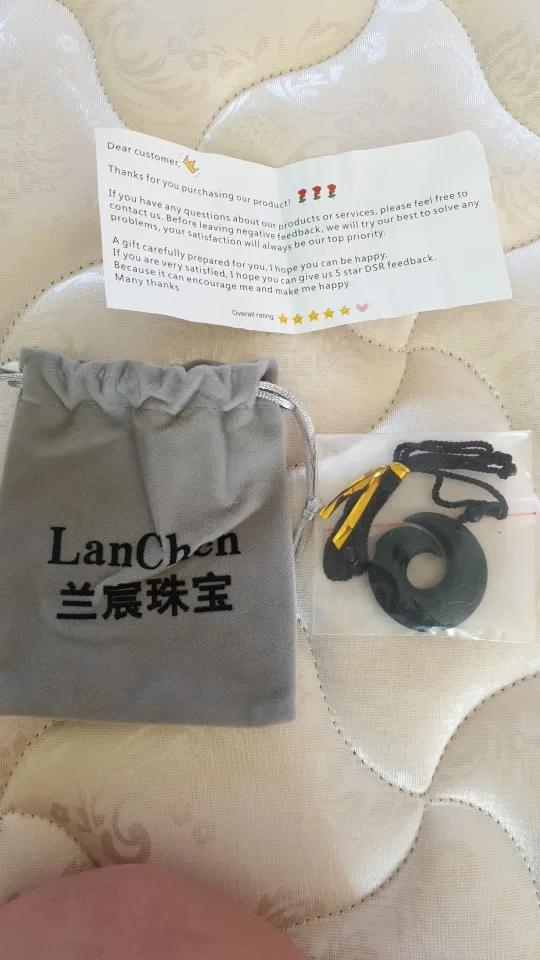 Dear customer,
Thanks for you purchasing our product!
If you have any questions about our products or services, please feel free to
contact us. Before leaving negative feedback, we will try our best to solve any
problems, your satisfaction will always be our top priority.
A gift carefully prepared for you, I hope you can be happy.
If you are very satisfied, I hope you can give us 5 star DSR feedback.
Because it can encourage me and make me happy.
Many thanks
Overall rating:
LanChen
兰宸珠宝